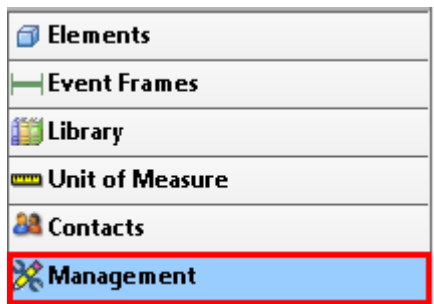 Elements
Event Frames
Library
Unit of Measure
Contacts
Management